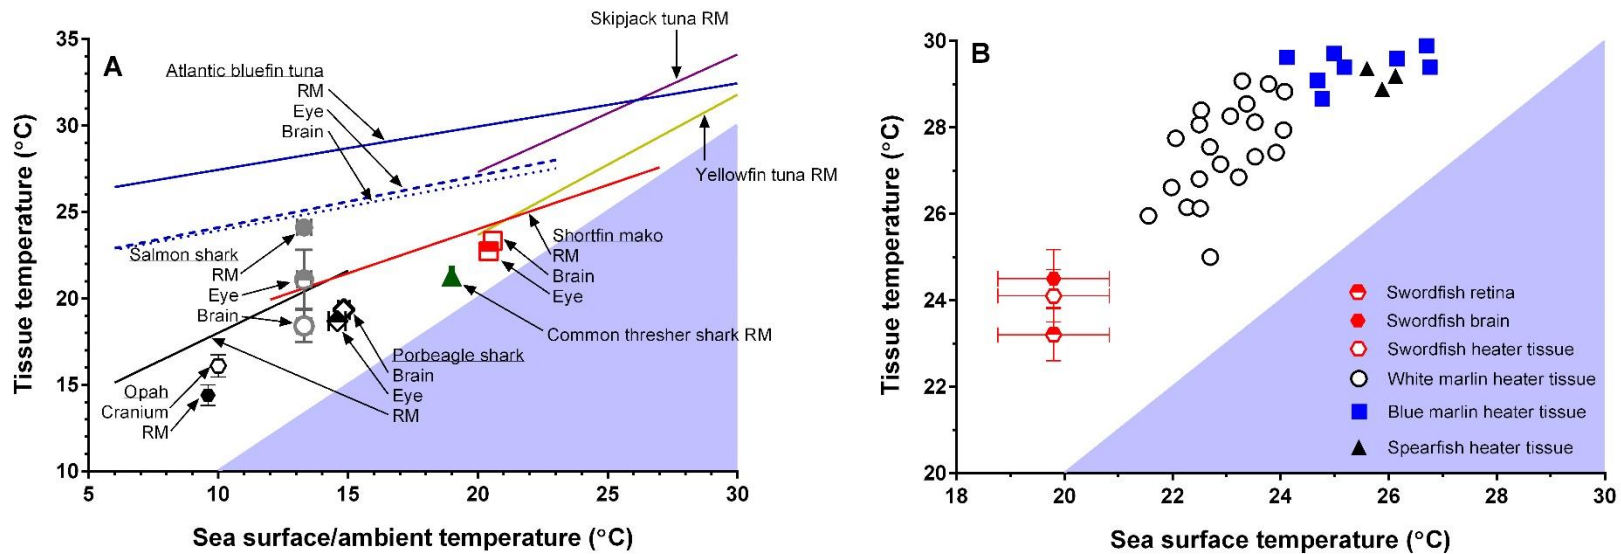 A
Tissue temperature (°C)
35
30
25
20
15
10
5
10
15
20
25
30
Sea surface/ambient temperature (°C)
Skipjack tuna RM
Atlantic bluefin tuna
RM
Eye
Brain
Yellowfin tuna RM
Salmon shark
RM
Eye
Brain
Shortfin mako
RM
Brain
Eye
Common thresher shark RM
Porbeagle shark
Brain
Eye
RM
Opah
Cranium
RM
B
Tissue temperature (°C)
30
28
26
24
22
20
18
20
22
24
26
28
30
Sea surface temperature (°C)
Swordfish retina
Swordfish brain
Swordfish heater tissue
White marlin heater tissue
Blue marlin heater tissue
Spearfish heater tissue